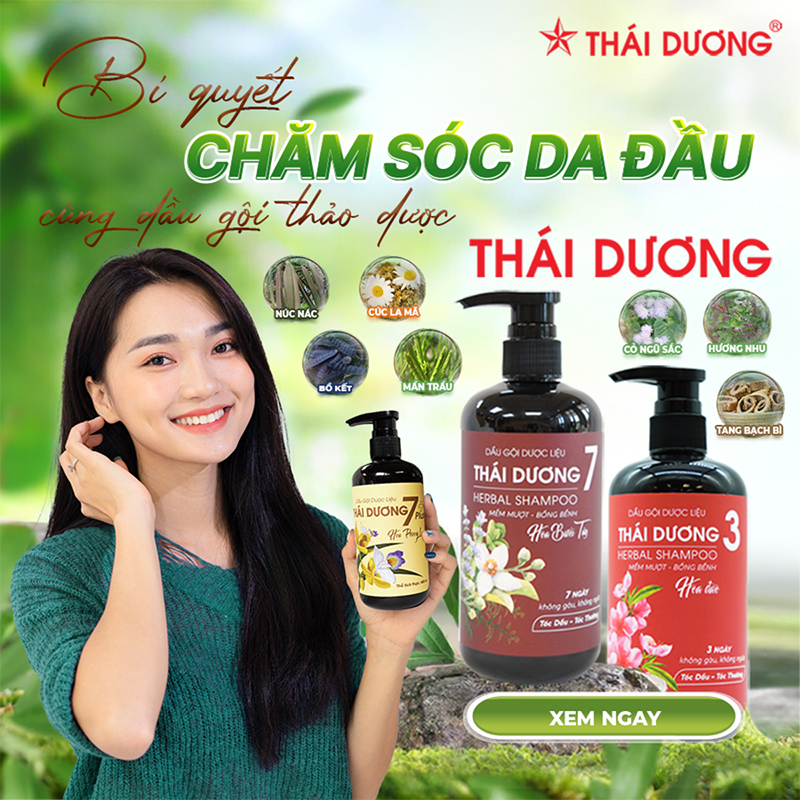 THÁI DƯƠNG®
Bí quyết
CHĂM SÓC DA ĐẦU
cùng dầu gội thảo dược
THÁI DƯƠNG
NÚC NÁC
CÚC LA MÃ
BỒ KẾT
MẦN TRẦU
CỎ NGŨ SẮC
HƯƠNG NHU
TANG BẠCH BÌ
DẦU GỘI DƯỢC LIỆU
THÁI DƯƠNG 7
Plus
DẦU GỘI DƯỢC LIỆU
THÁI DƯƠNG 7
HERBAL SHAMPOO
MỀM MƯỢT - BỒNG BỀNH
Hoa Bưởi Tây
7 NGÀY
không gàu, không ngứa
Tóc Dầu - Tóc Thường
DẦU GỘI DƯỢC LIỆU
THÁI DƯƠNG 3
HERBAL SHAMPOO
MỀM MƯỢT - BỒNG BỀNH
Hoa đào
3 NGÀY
không gàu, không ngứa
Tóc Dầu - Tóc Thường
XEM NGAY